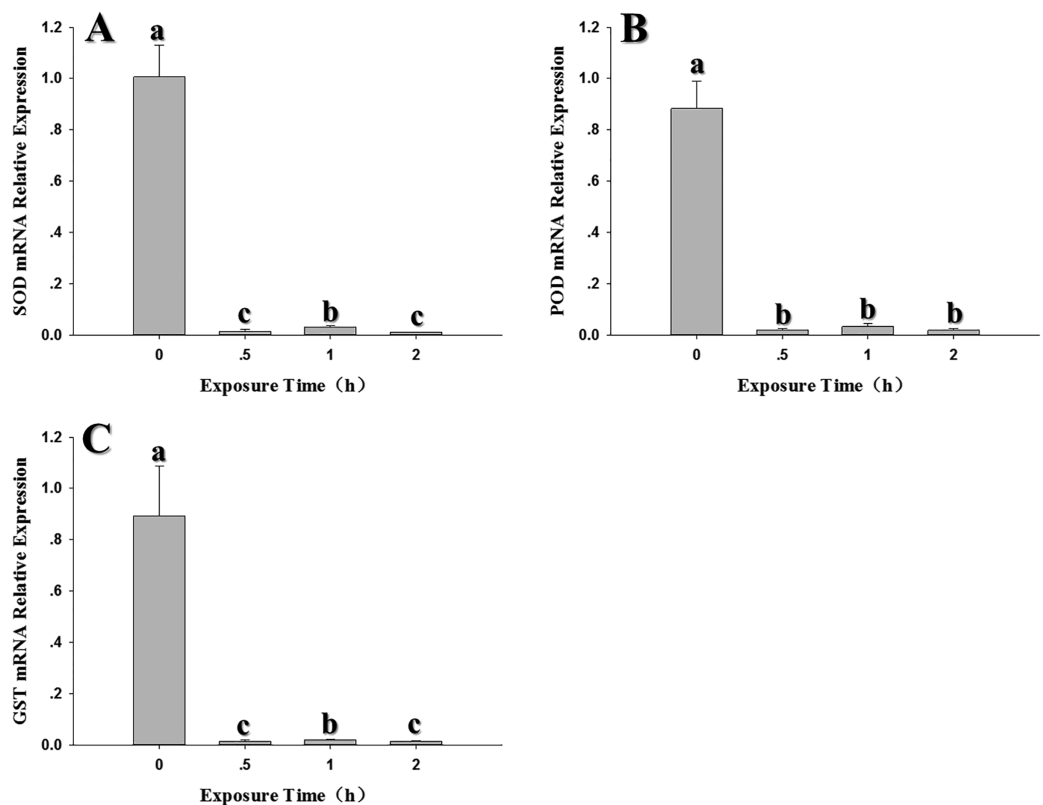 A
SOD mRNA Relative Expression
1.2
1.0
.8
.6
.4
.2
0.0
a
c
b
c
0
.5
1
2
Exposure Time（h）
B
POD mRNA Relative Expression
1.2
1.0
.8
.6
.4
.2
0.0
a
b
b
b
0
.5
1
2
Exposure Time（h）
C
GST mRNA Relative Expression
1.2
1.0
.8
.6
.4
.2
0.0
a
c
b
c
0
.5
1
2
Exposure Time（h）